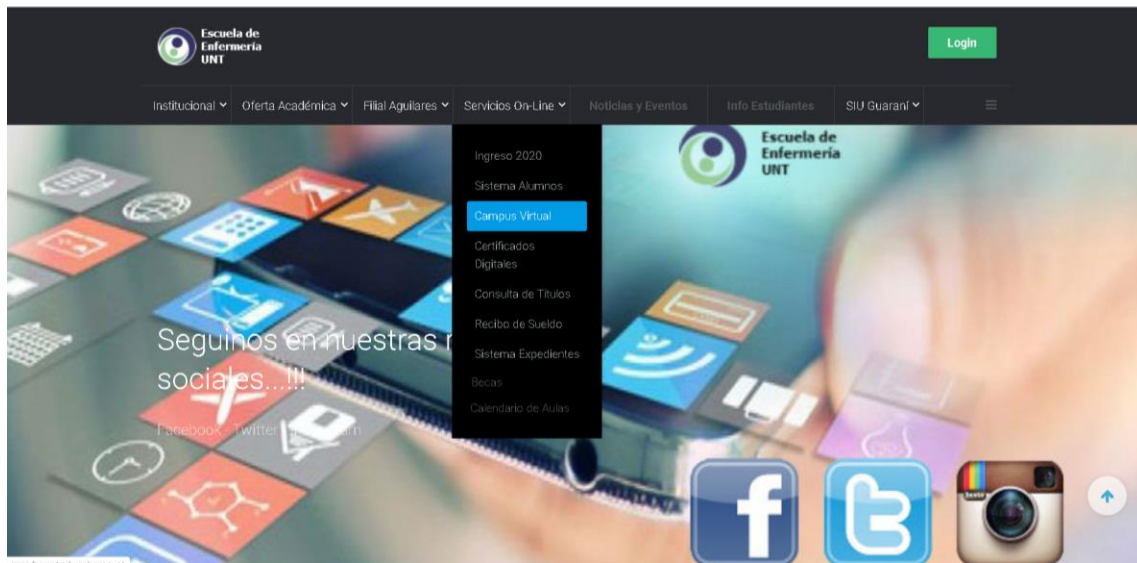 Escuela de
Enfermería
UNT
Login
Institucional
Oferta Académica
Filial Aguilares
Servicios On-Line
Noticias y Eventos
Info Estudiantes
SIU Guaraní
Escuela de
Enfermería
UNT
Ingreso 2020
Sistema Alumnos
Campus Virtual
Certificados
Digitales
Consulta de Títulos
Recibo de Sueldo
Sistema Expedientes
Becas
Calendario de Aulas
Seguinos en nuestras r
sociales...!!!
Facebook - Twitter